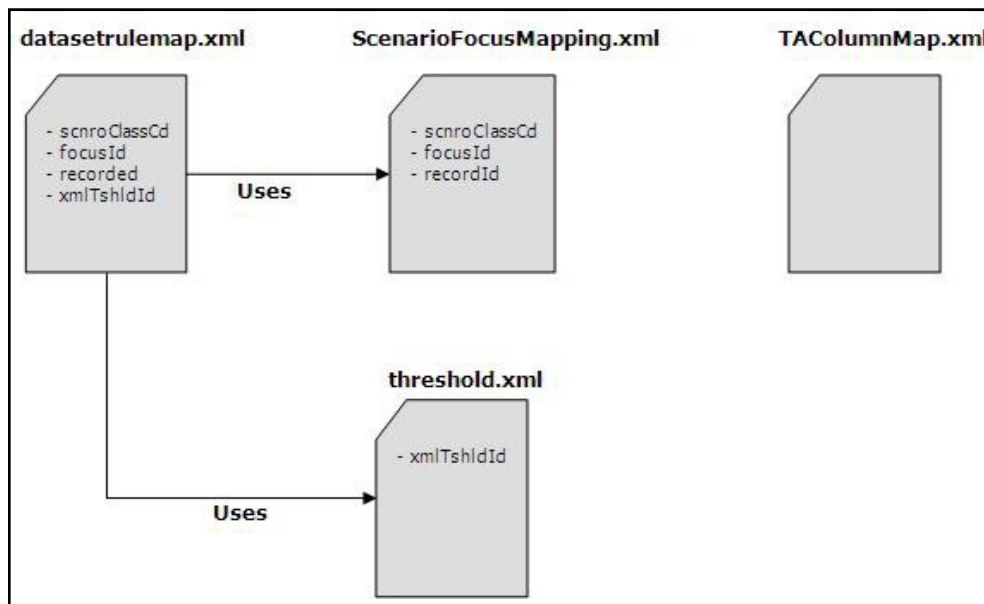 datasetrulemap.xml
ScenarioFocusMapping.xml
TAColumnMap.xml
- scnroClassCd
- focusId
- recorded
- xmlTshldId
Uses
- scnroClassCd
- focusId
- recordId
threshold.xml
- xmlTshldId
Uses